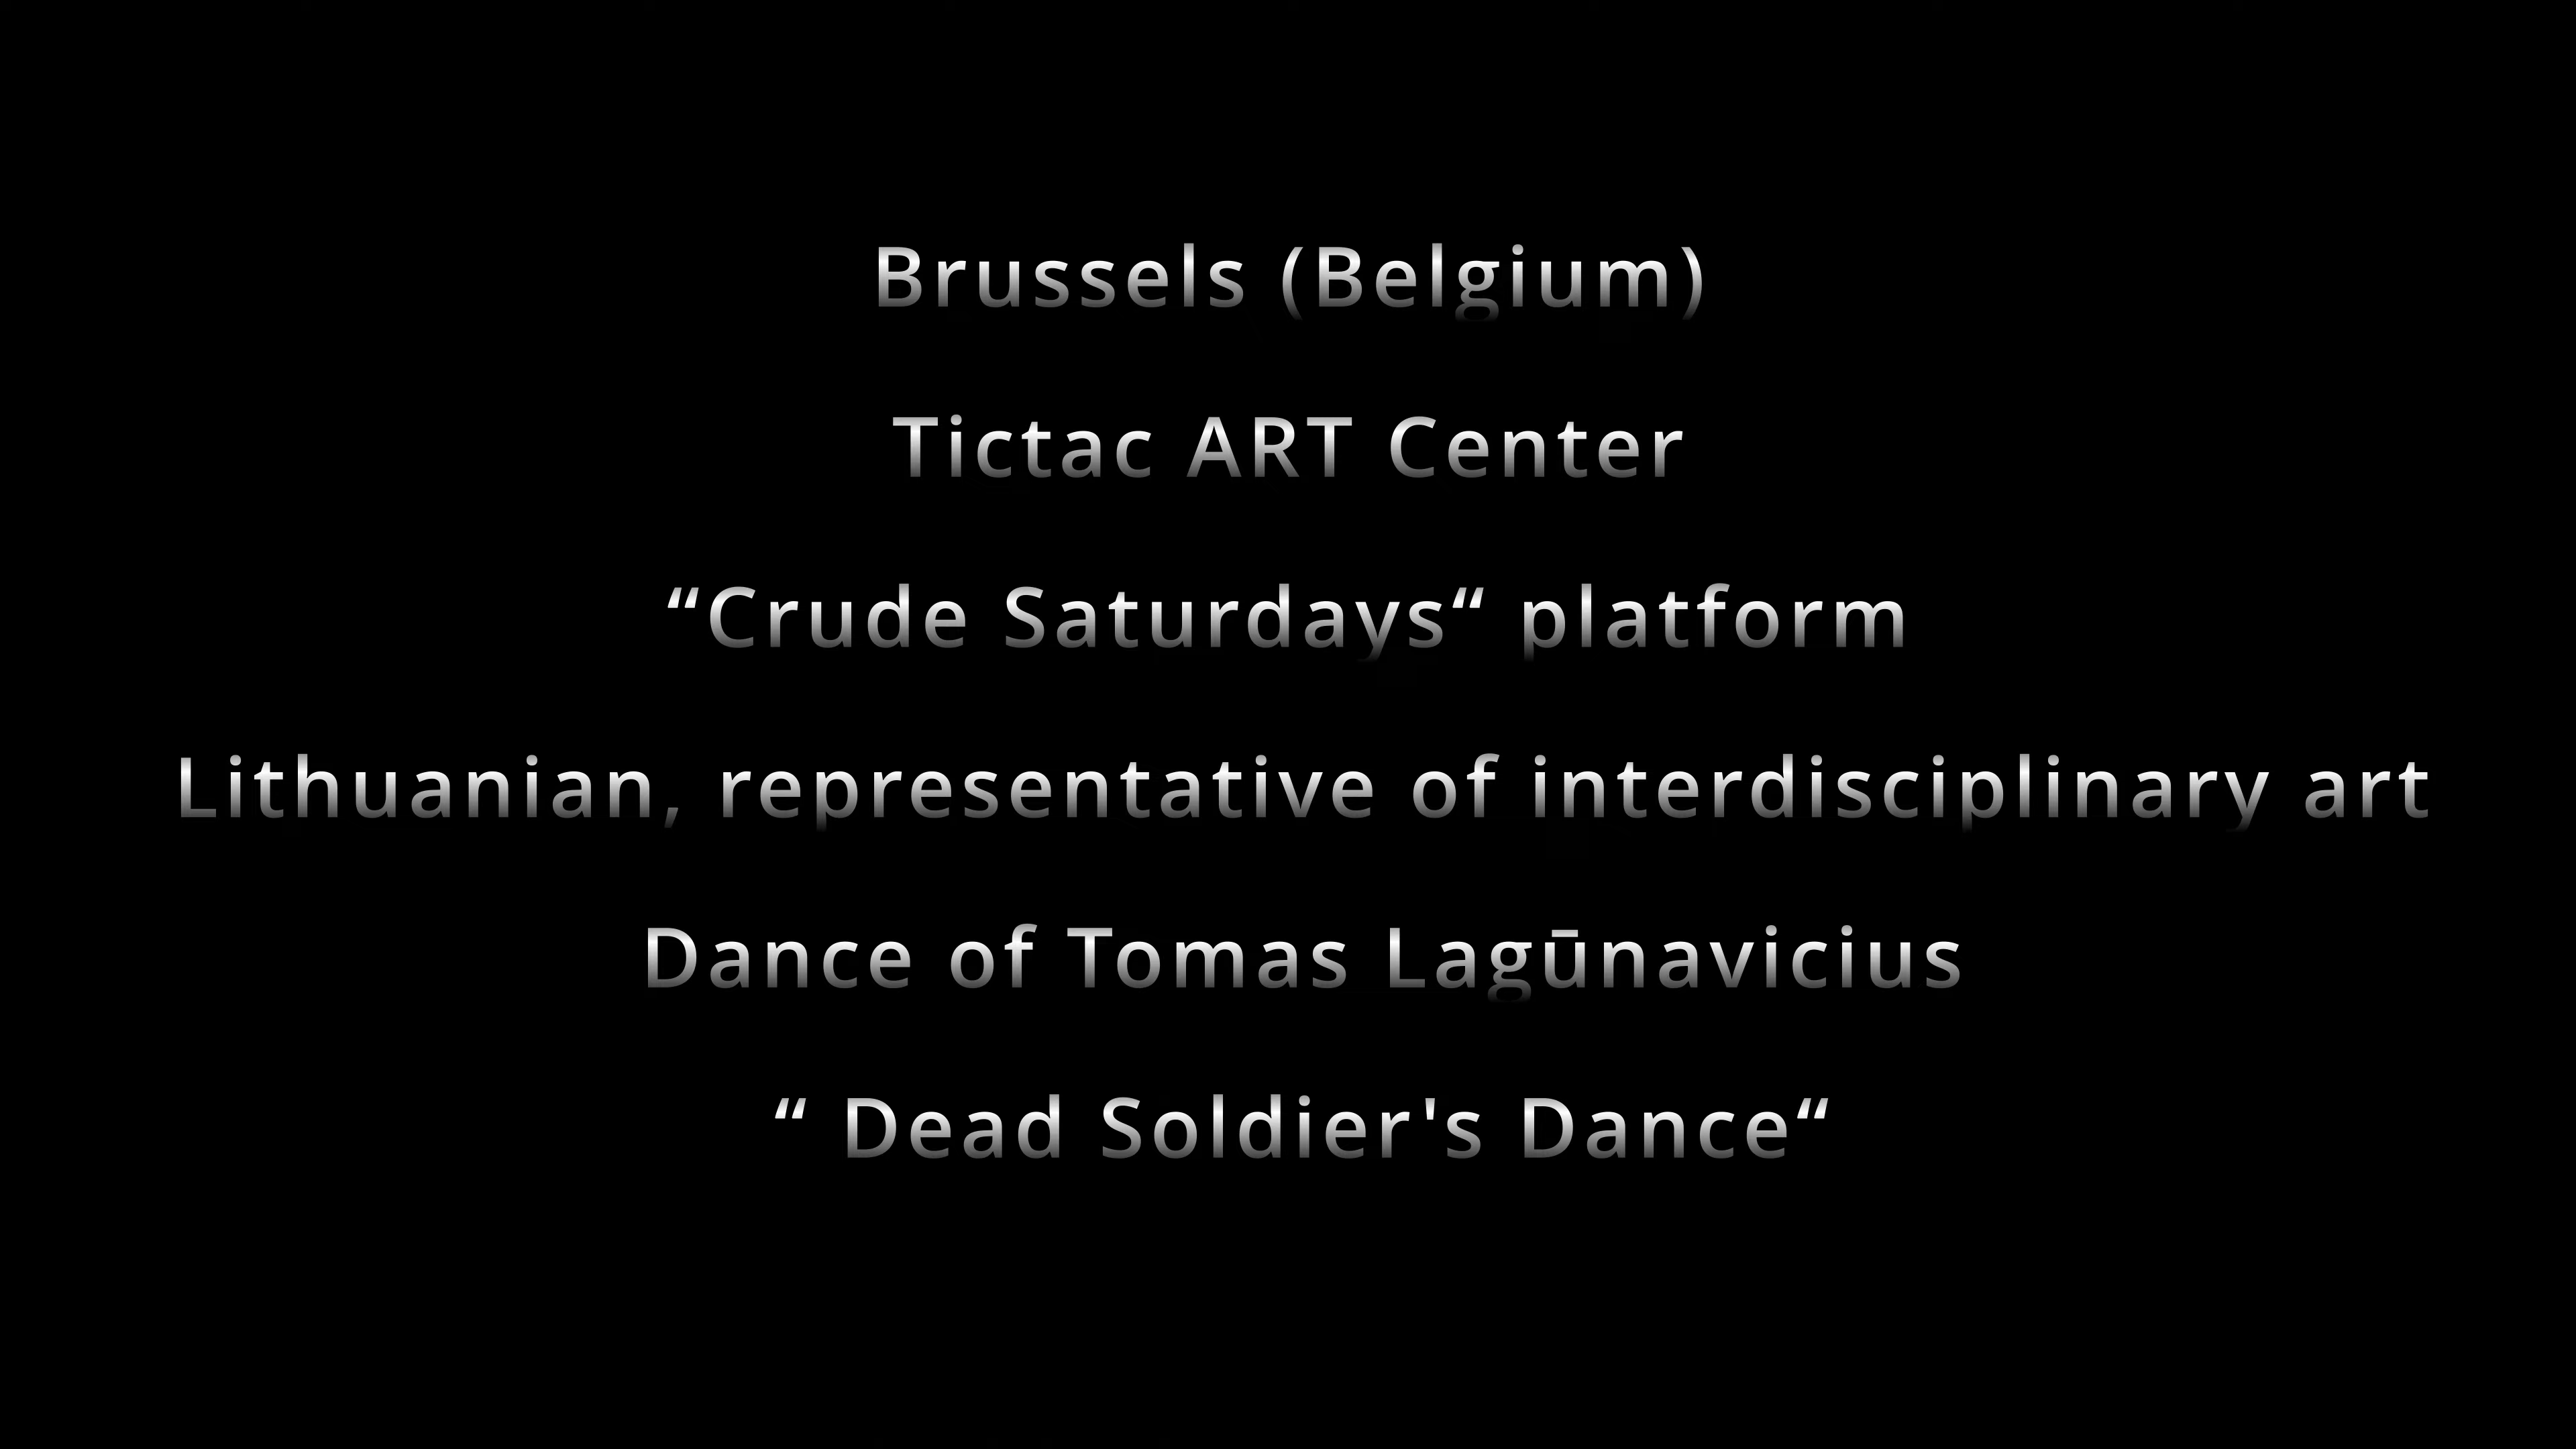 Brussels (Belgium)
Tictac ART Center
“Crude Saturdays“ platform
Lithuanian, representative of interdisciplinary art
Dance of Tomas Lagūnavicius
“ Dead Soldier's Dance“